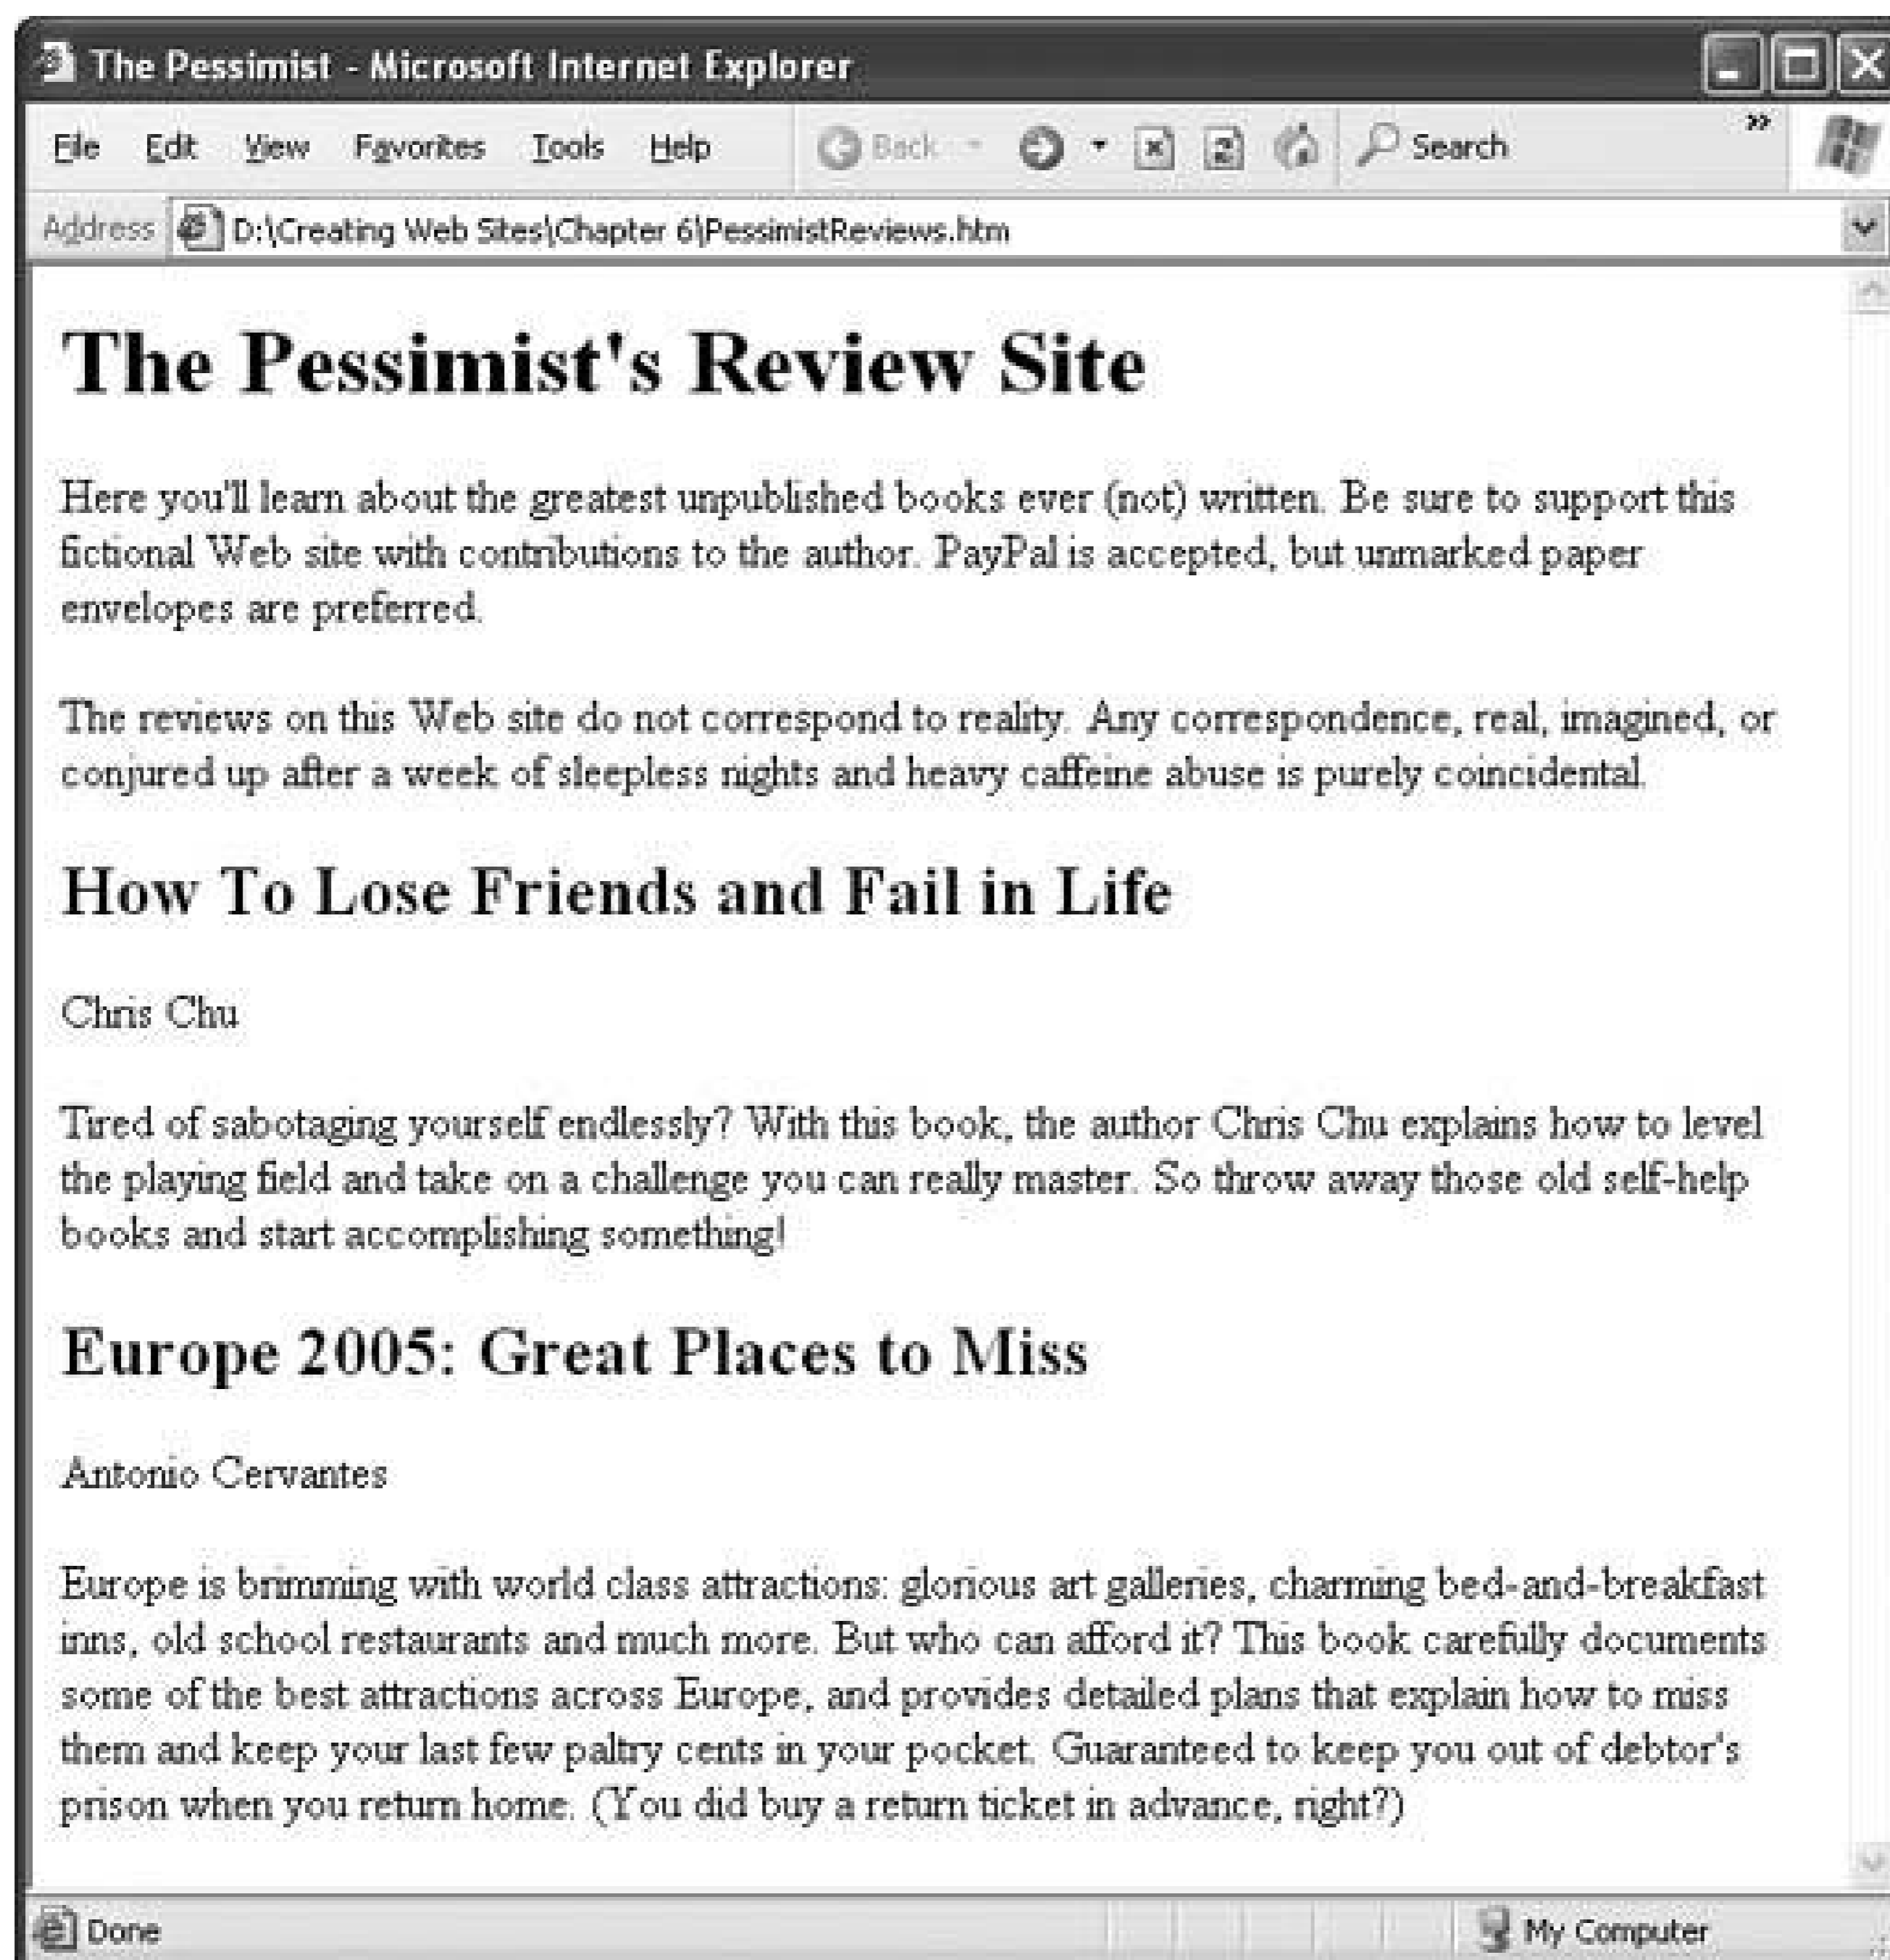 The Pessimist - Microsoft Internet Explorer
File Edit View Favorites Tools Help Back Search »
Address D:\Creating Web Sites\Chapter 6\PessimistReviews.htm
The Pessimist's Review Site
Here you'll learn about the greatest unpublished books ever (not) written. Be sure to support this
fictional Web site with contributions to the author. PayPal is accepted, but unmarked paper
envelopes are preferred.
The reviews on this Web site do not correspond to reality. Any correspondence, real, imagined, or
conjured up after a week of sleepless nights and heavy caffeine abuse is purely coincidental.
How To Lose Friends and Fail in Life
Chris Chu
Tired of sabotaging yourself endlessly? With this book, the author Chris Chu explains how to level
the playing field and take on a challenge you can really master. So throw away those old self-help
books and start accomplishing something!
Europe 2005: Great Places to Miss
Antonio Cervantes
Europe is brimming with world class attractions: glorious art galleries, charming bed-and-breakfast
inns, old school restaurants and much more. But who can afford it? This book carefully documents
some of the best attractions across Europe, and provides detailed plans that explain how to miss
them and keep your last few paltry cents in your pocket. Guaranteed to keep you out of debtor's
prison when you return home. (You did buy a return ticket in advance, right?)
Done My Computer